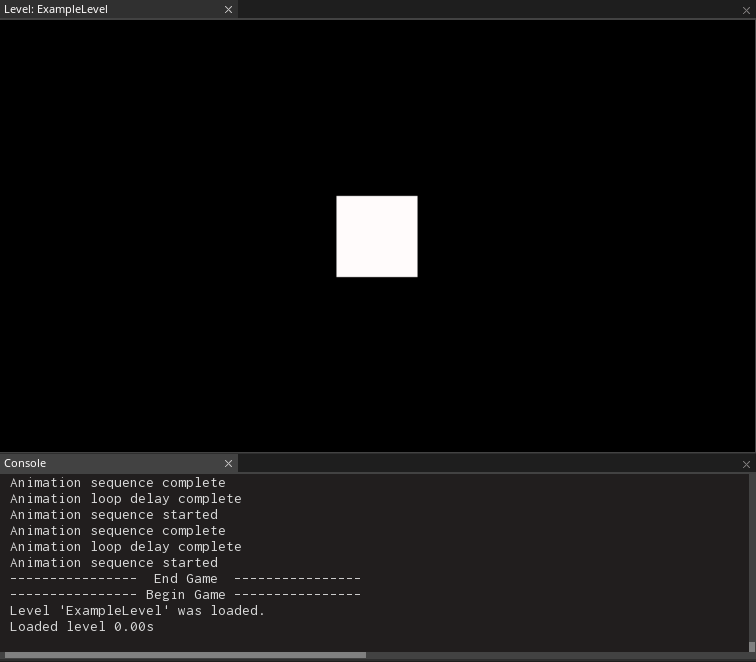 Level: ExampleLevel
Console
Animation sequence complete
Animation loop delay complete
Animation sequence started
Animation sequence complete
Animation loop delay complete
Animation sequence started
----------------  End Game  ----------------
---------------- Begin Game ----------------
Level 'ExampleLevel' was loaded.
Loaded level 0.00s